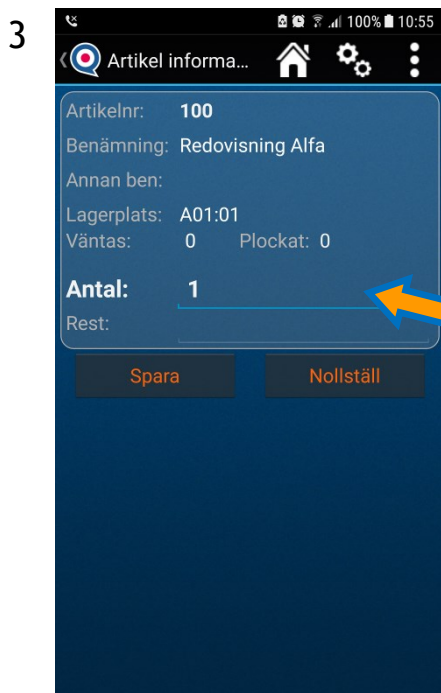 3
100% 10:55
Artikel informa...
Artikelnr: 100
Benämning: Redovisning Alfa
Annan ben:
Lagerplats: A01:01
Väntas: 0 Plockat: 0
Antal: 1
Rest:
Spara Nollställ